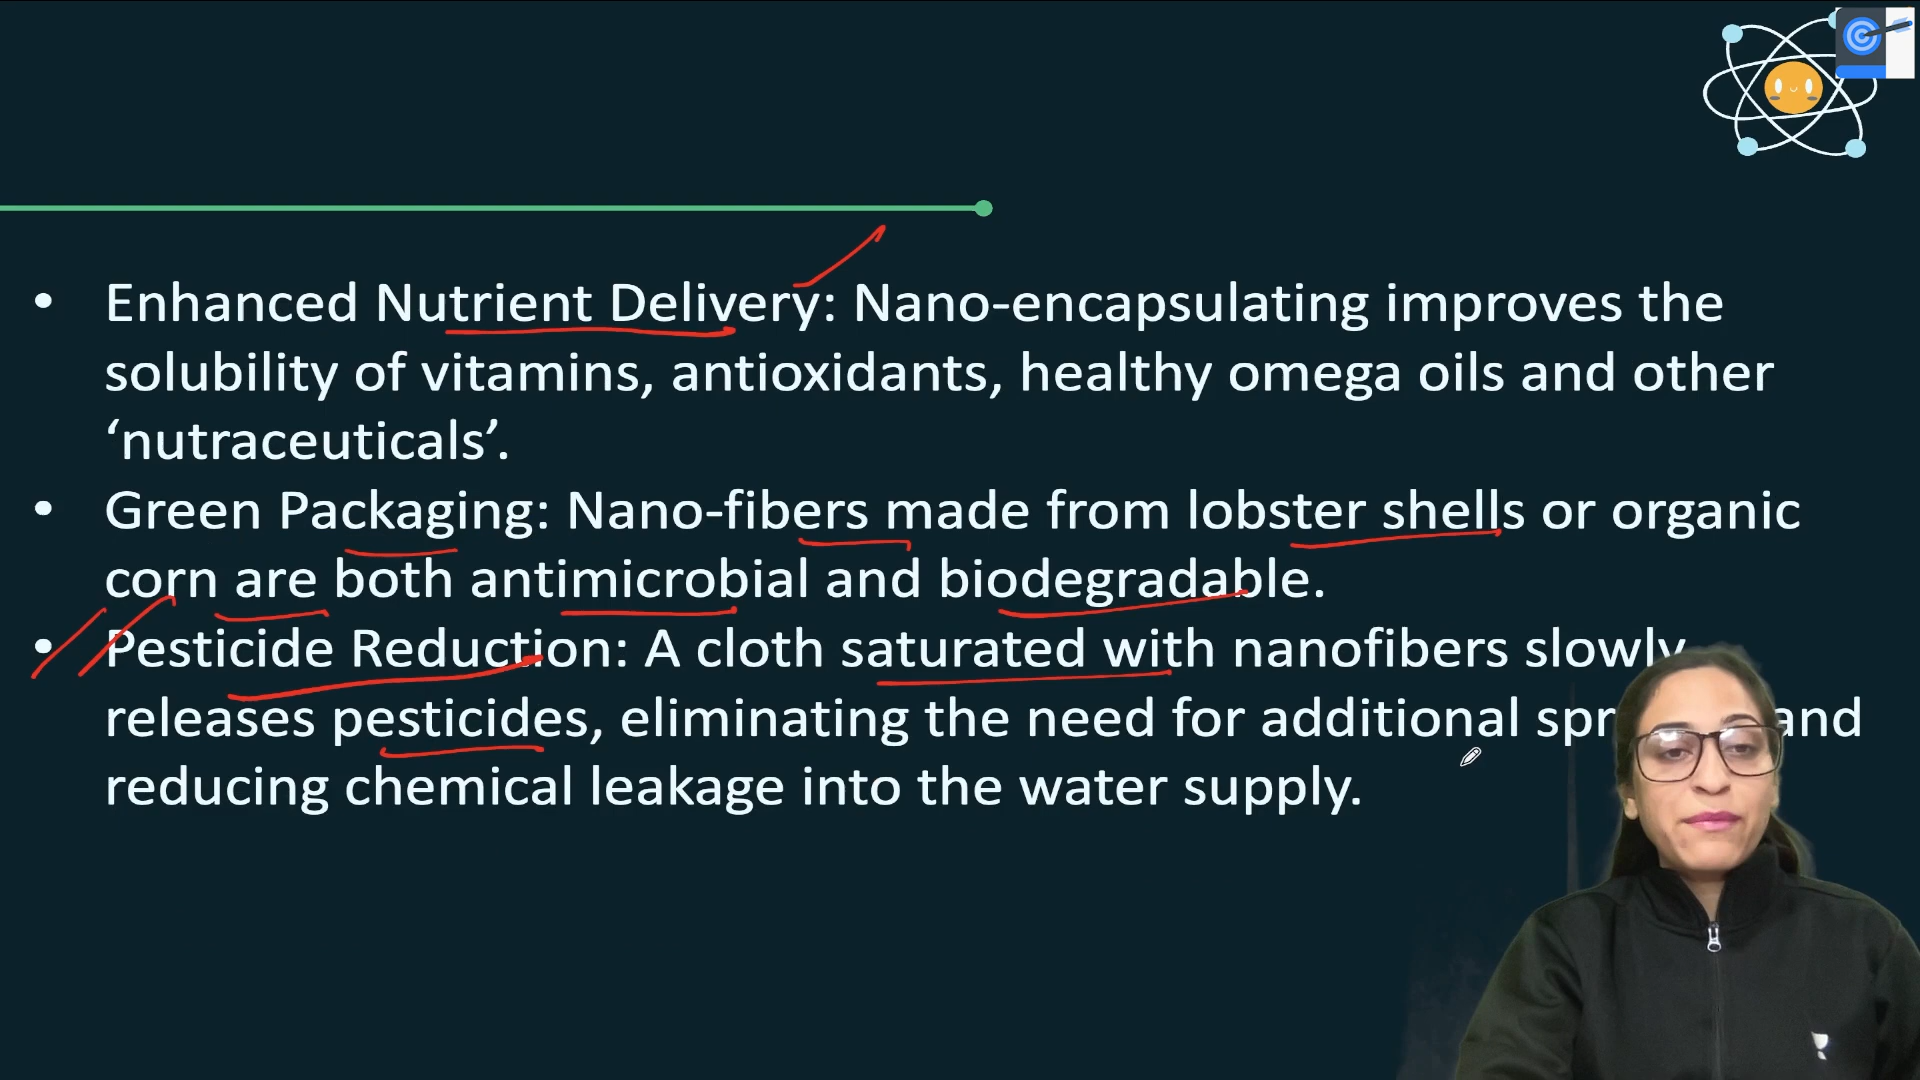 • Enhanced Nutrient Delivery: Nano-encapsulating improves the
solubility of vitamins, antioxidants, healthy omega oils and other
‘nutraceuticals’.
• Green Packaging: Nano-fibers made from lobster shells or organic
corn are both antimicrobial and biodegradable.
• Pesticide Reduction: A cloth saturated with nanofibers slowly
releases pesticides, eliminating the need for additional and
reducing chemical leakage into the water supply.